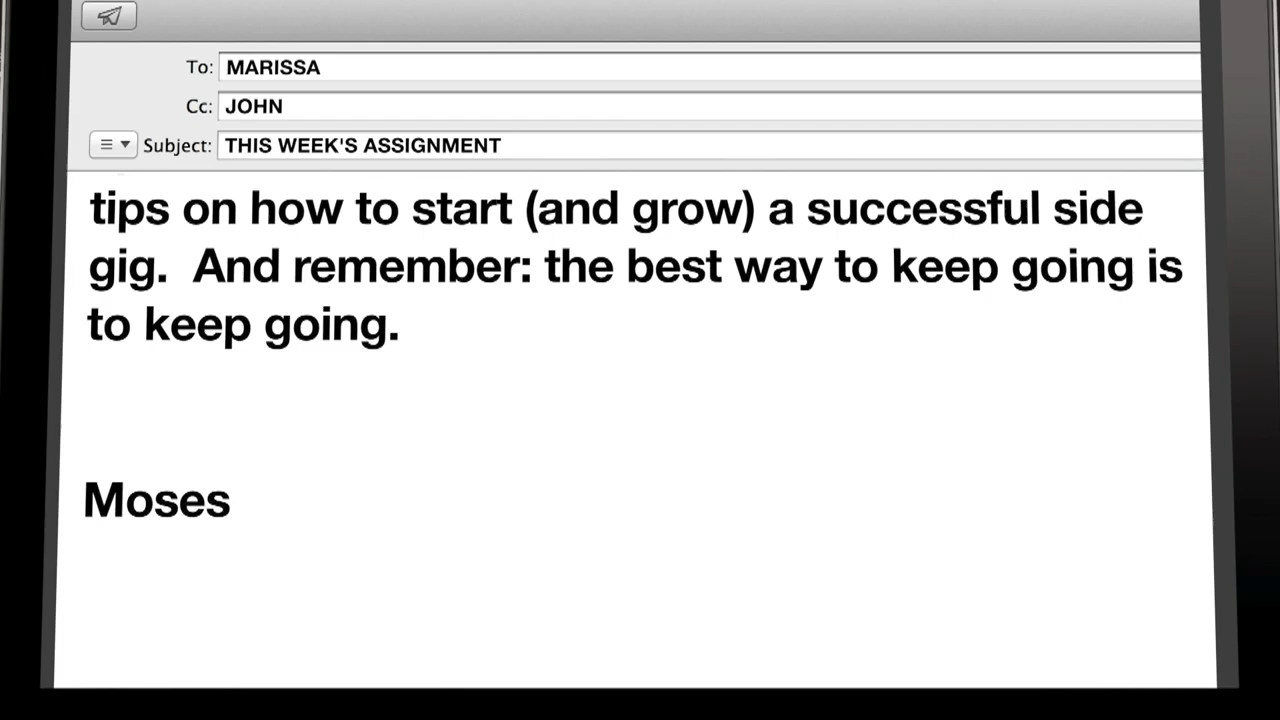 To: MARISSA
Cc: JOHN
Subject: THIS WEEK'S ASSIGNMENT
tips on how to start (and grow) a successful side
gig.  And remember: the best way to keep going is
to keep going.
Moses